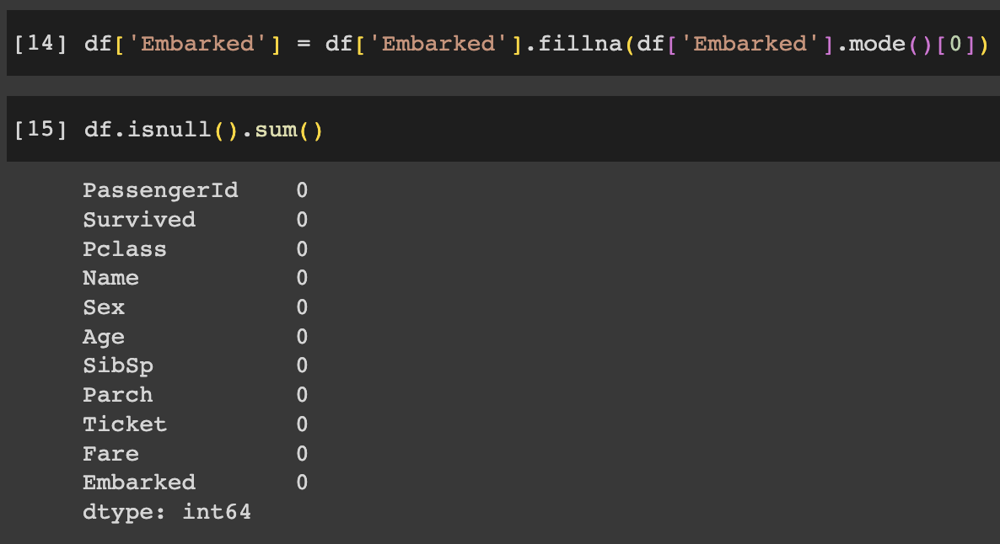 [14] df['Embarked'] = df['Embarked'].fillna(df['Embarked'].mode()[0])
[15] df.isnull().sum()
PassengerId    0
Survived       0
Pclass         0
Name           0
Sex            0
Age            0
SibSp          0
Parch          0
Ticket         0
Fare           0
Embarked       0
dtype: int64